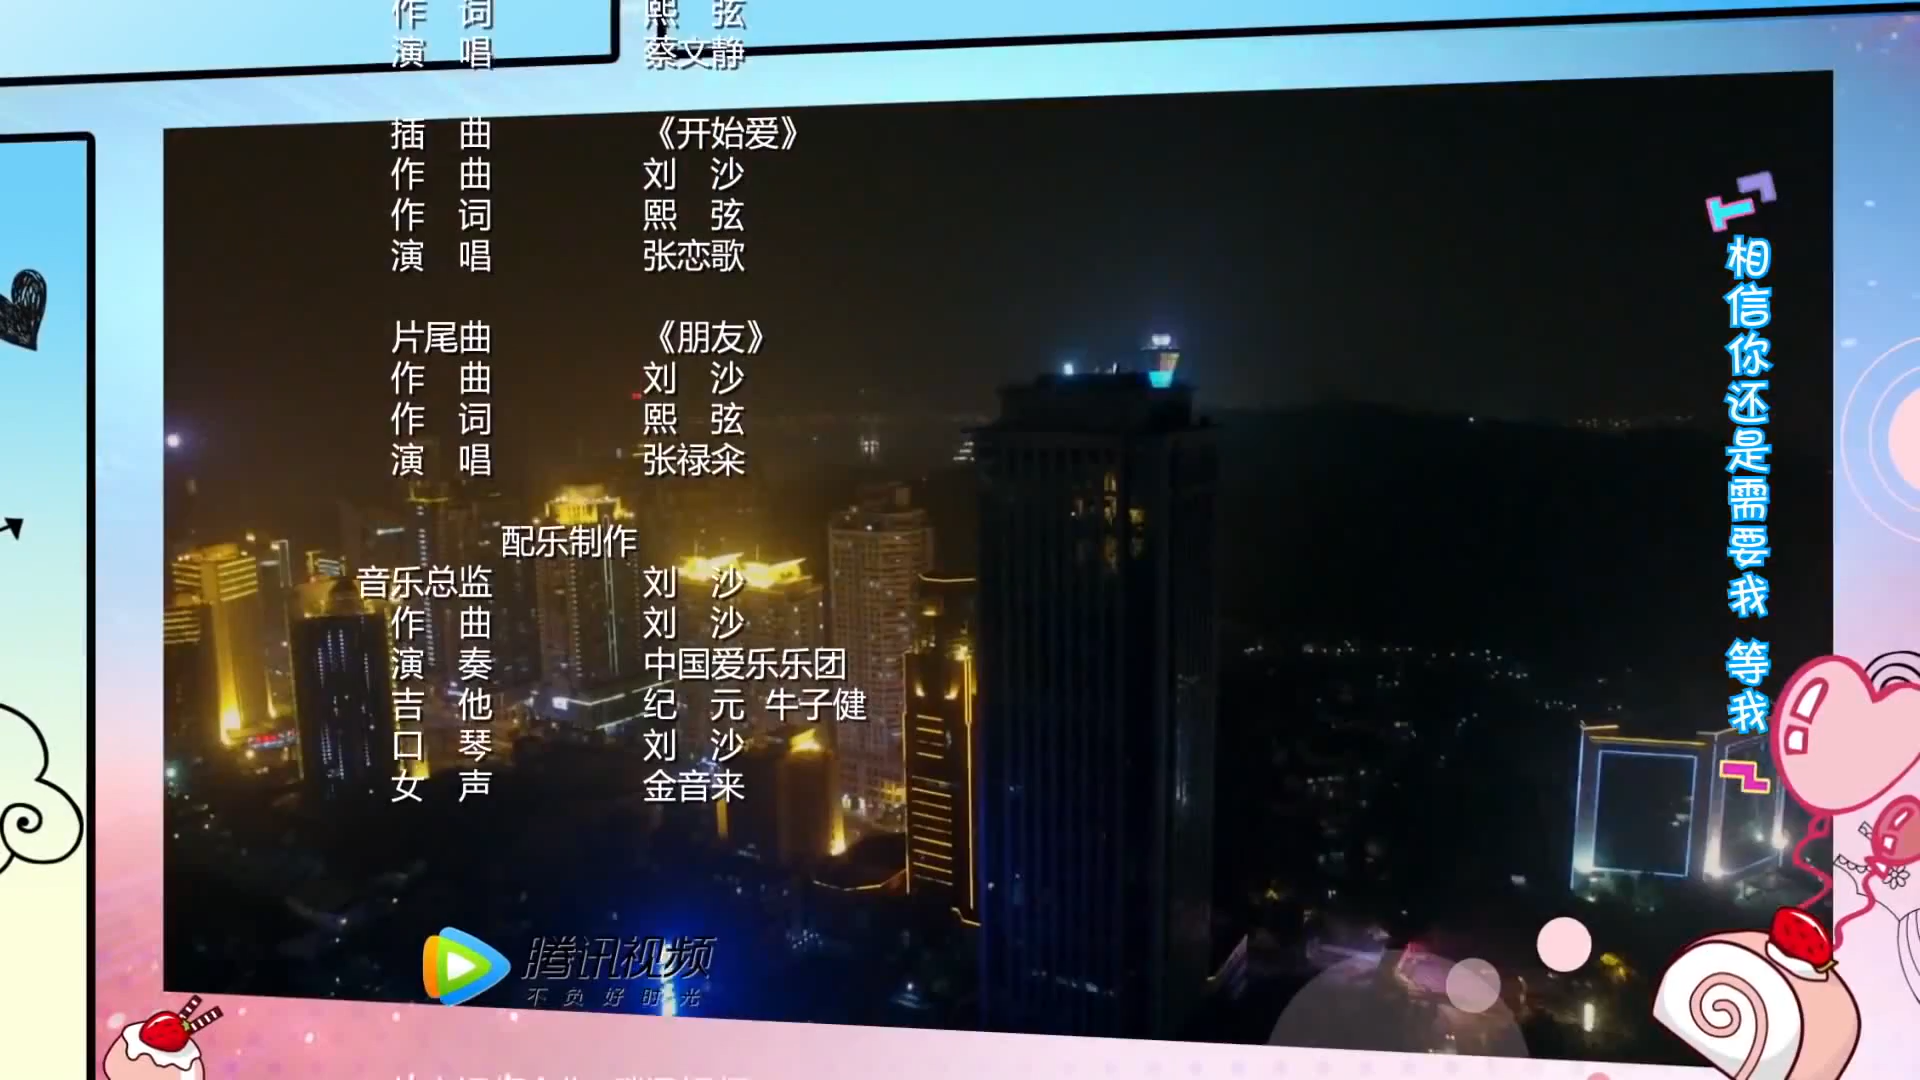 作 词 熙 弦
演 唱 蔡文静
插 曲 《开始爱》
作 曲 刘 沙
作 词 熙 弦
演 唱 张恋歌
片尾曲 《朋友》
作 曲 刘 沙
作 词 熙 弦
演 唱 张禄籴
配乐制作
音乐总监 刘 沙
作 曲 刘 沙
演 奏 中国爱乐乐团
吉 他 纪 元 牛子健
口 琴 刘 沙
女 声 金音来
腾讯视频
不负好时光
相信你还是需要我 等我